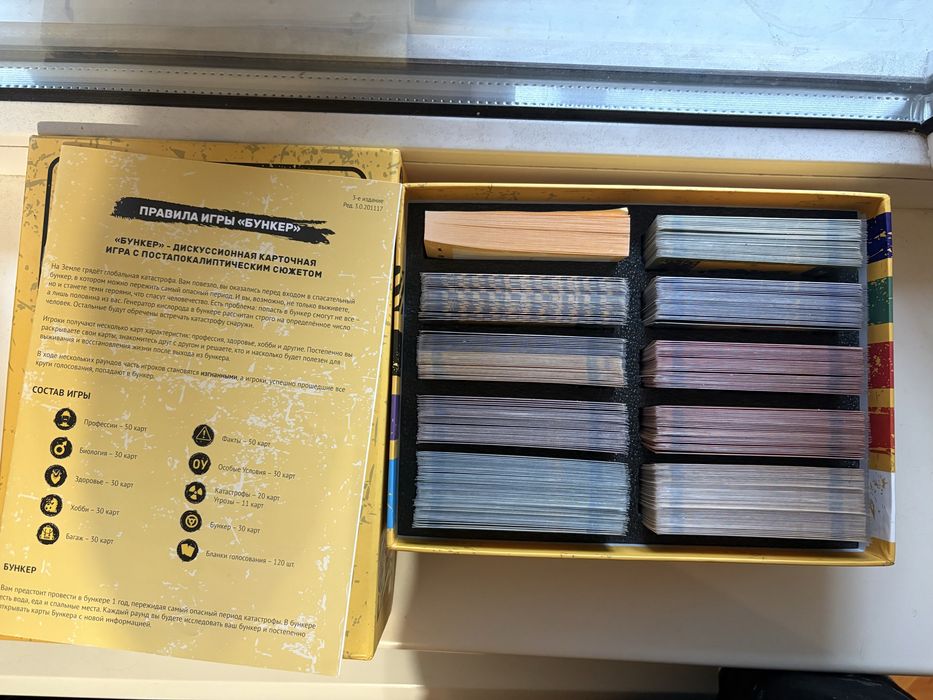 3-е издание
Ред. 3.0 201117
ПРАВИЛА ИГРЫ «БУНКЕР»
«БУНКЕР» - ДИСКУССИОННАЯ КАРТОЧНАЯ
ИГРА С ПОСТАПОКАЛИПТИЧЕСКИМ СЮЖЕТОМ
На Земле грядёт глобальная катастрофа. Вам повезло, вы оказались перед входом в спасательный
бункер, в котором можно пережить самый опасный период. И вы, возможно, не только выживете,
но и станете теми героями, что спасут человечество. Есть проблема: попасть в бункер смогут не все –
а лишь половина из вас. Генератор кислорода в бункере рассчитан строго на определённое число
человек. Остальные будут обречены встречать катастрофу снаружи.
Игроки получают несколько карт характеристик: профессия, здоровье, хобби и другие. Постепенно вы
раскрываете свои карты, знакомитесь друг с другом и решаете, кто и насколько будет полезен для
выживания и восстановления жизни после выхода из бункера.
В ходе нескольких раундов часть игроков становятся изгнанными, а игроки, успешно прошедшие все
круги голосования, попадают в бункер.
СОСТАВ ИГРЫ
Профессии – 50 карт
Биология – 30 карт
Здоровье – 30 карт
Хобби – 30 карт
Багаж – 30 карт
Факты – 50 карт
ОУ Особые Условия – 30 карт
Катастрофы – 20 карт
Угрозы – 11 карт
Бункер – 30 карт
Бланки голосования – 120 шт.
БУНКЕР
Вам предстоит провести в бункере 1 год, пережидая самый опасный период катастрофы. В бункере
есть вода, еда и спальные места. Каждый раунд вы будете исследовать ваш бункер и постепенно
открывать карты Бункера с новой информацией.